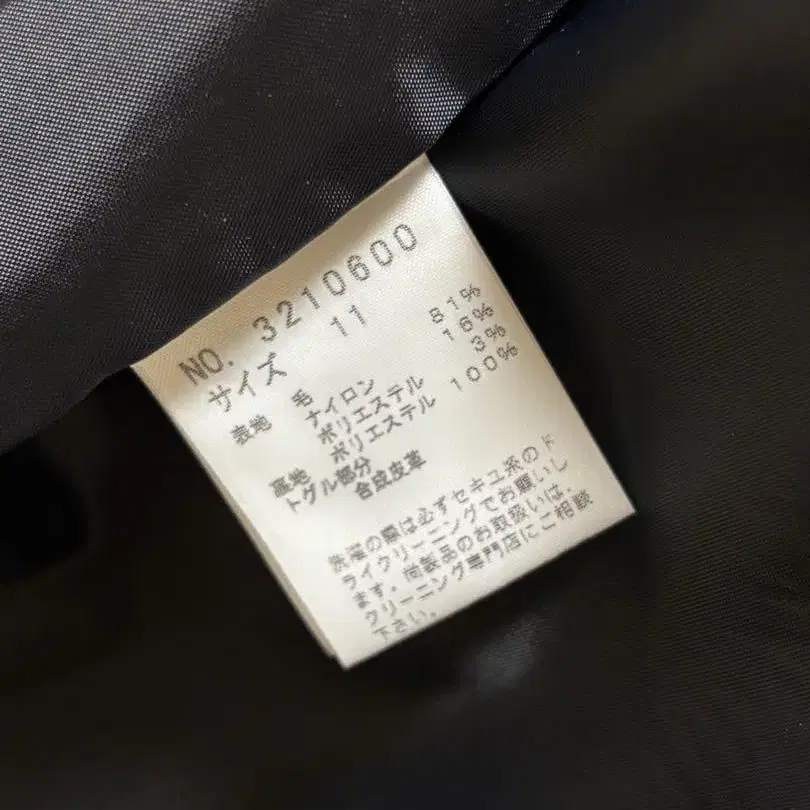 NO. 3210600
サイズ 11
表地 毛 81%
ナイロン 16%
ポリエステル 3%
裏地 ポリエステル 100%
トグル部分 合成皮革
洗濯の際は必ずセキユ系のド
ライクリーニングでお願いし
ます。尚製品のお取扱いは、
クリーニング専門店にご相談
下さい。